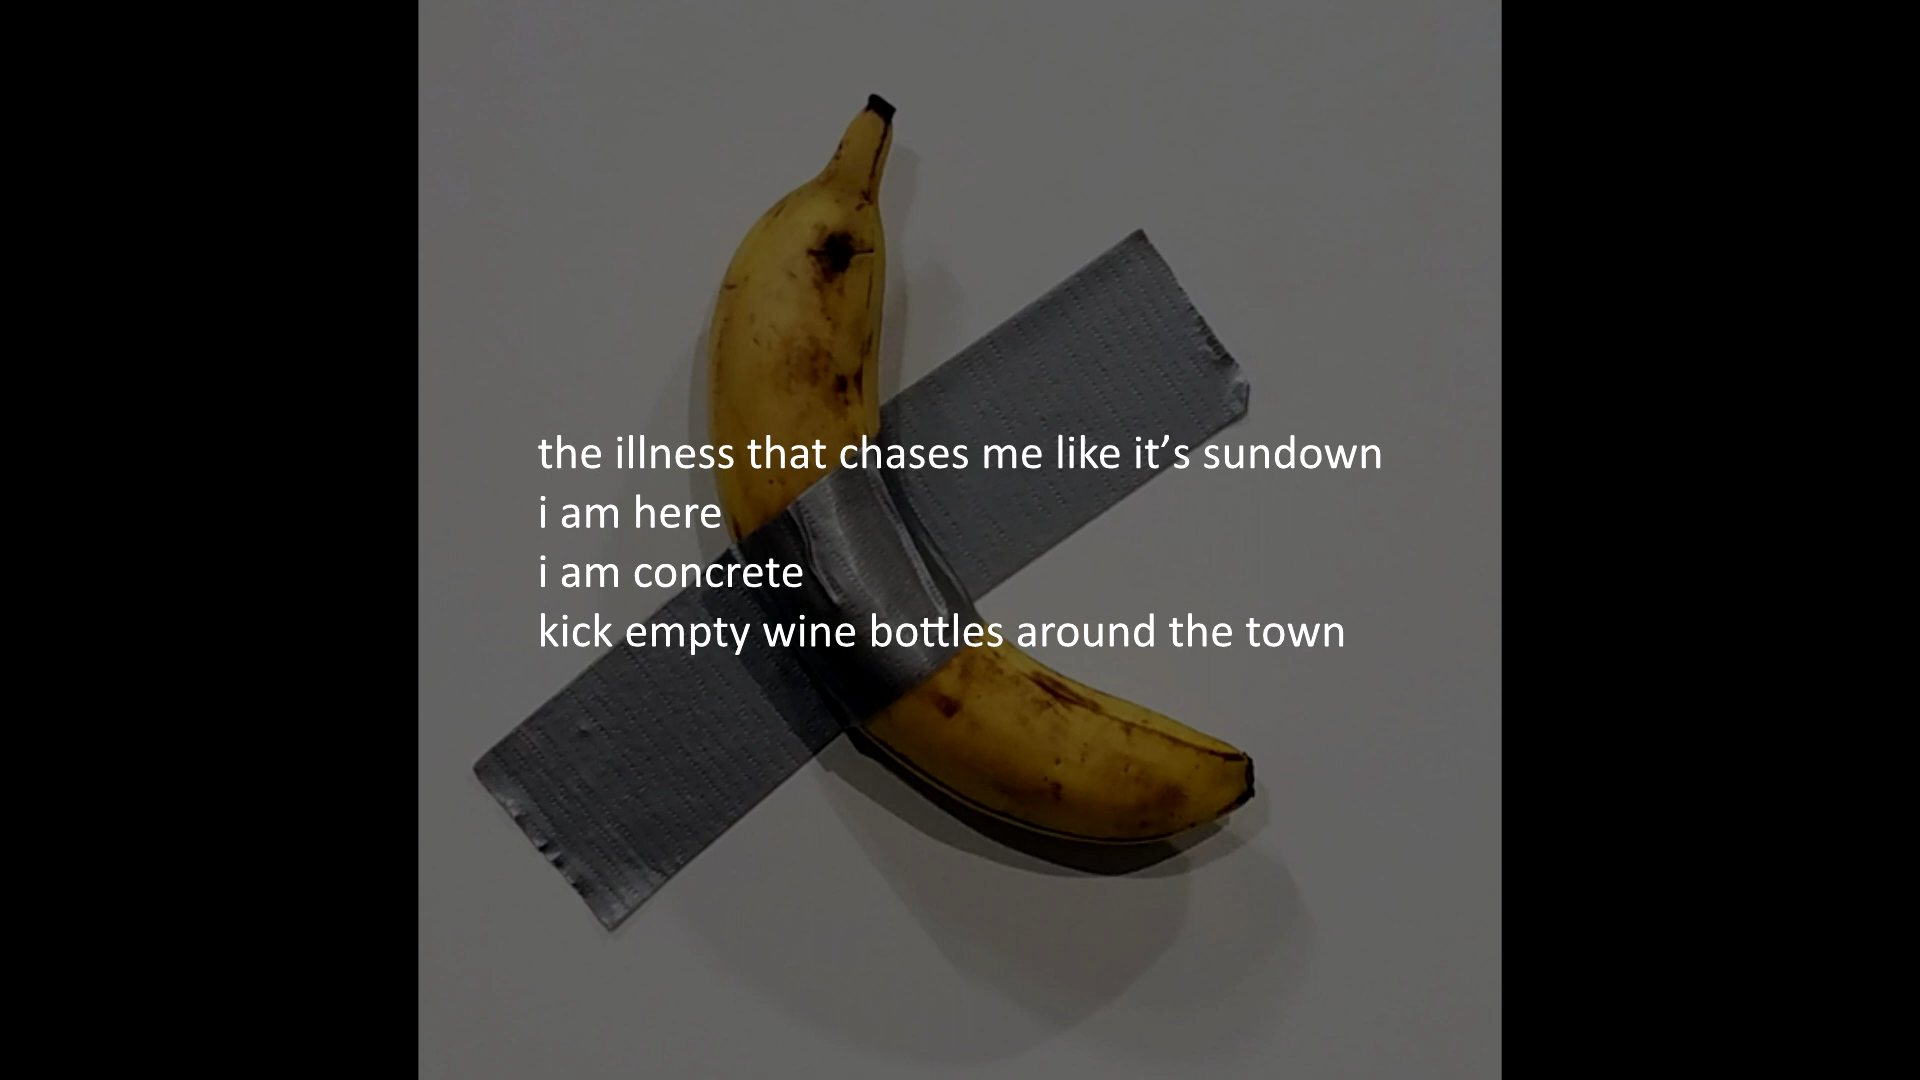 the illness that chases me like it’s sundown
i am here
i am concrete
kick empty wine bottles around the town